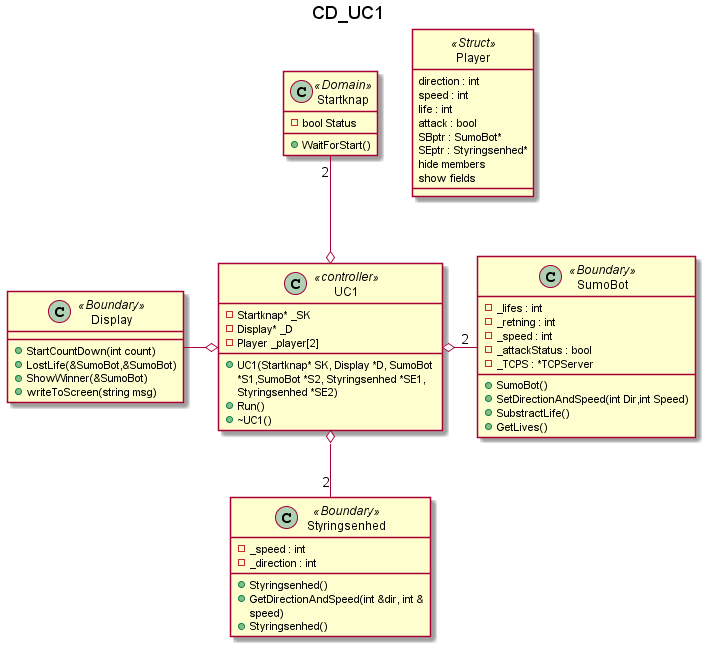 CD_UC1
«Struct»
Player
direction : int
speed : int
life : int
attack : bool
SBptr : SumoBot*
SEptr : Styringsenhed*
hide members
show fields
C
«Domain»
Startknap
bool Status
WaitForStart()
2
C
«controller»
UC1
Startknap* _SK
Display* _D
Player _player[2]
UC1(Startknap* SK, Display *D, SumoBot
*S1,SumoBot *S2, Styringsenhed *SE1,
Styringsenhed *SE2)
Run()
~UC1()
C
«Boundary»
Display
StartCountDown(int count)
LostLife(&SumoBot,&SumoBot)
ShowWinner(&SumoBot)
writeToScreen(string msg)
2
C
«Boundary»
SumoBot
_lifes : int
_retning : int
_speed : int
_attackStatus : bool
_TCPS : *TCPServer
SumoBot()
SetDirectionAndSpeed(int Dir,int Speed)
SubstractLife()
GetLives()
2
C
«Boundary»
Styringsenhed
_speed : int
_direction : int
Styringsenhed()
GetDirectionAndSpeed(int &dir, int &
speed)
Styringsenhed()